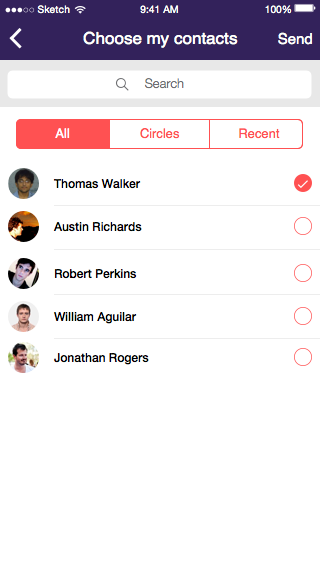 Sketch 9:41 AM 100%
Choose my contacts Send
Search
All Circles Recent
Thomas Walker
Austin Richards
Robert Perkins
William Aguilar
Jonathan Rogers